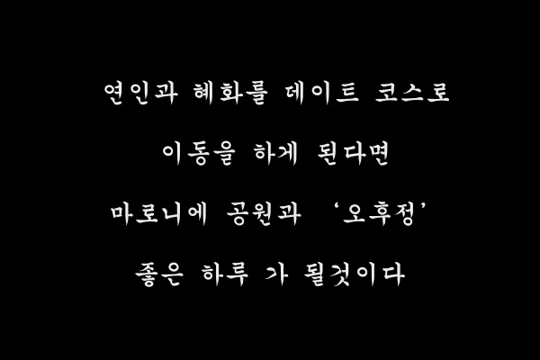 연인과 혜화를 데이트 코스로
이동을 하게 된다면
마로니에 공원과 ‘오후정’
좋은 하루 가 될것이다